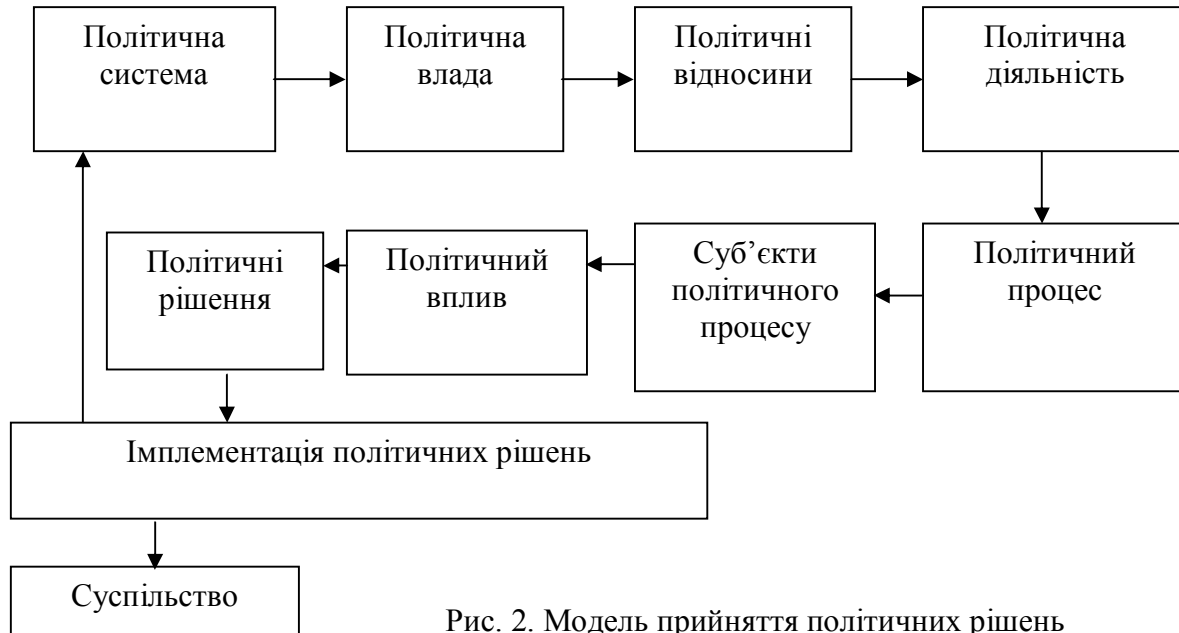 Політична
система
Політична
влада
Політичні
відносини
Політична
діяльність
Політичні
рішення
Політичний
вплив
Суб’єкти
політичного
процесу
Політичний
процес
Імплементація політичних рішень
Суспільство
Рис. 2. Модель прийняття політичних рішень